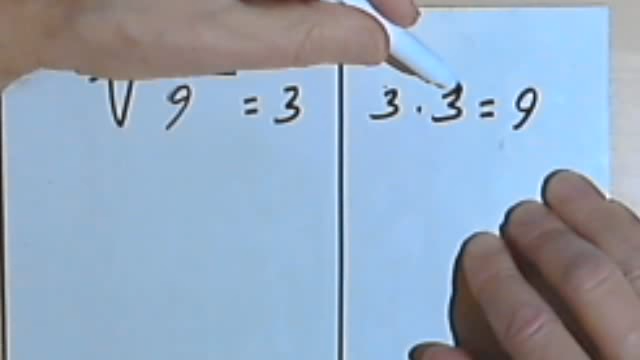 √9 = 3
3 · 3 = 9